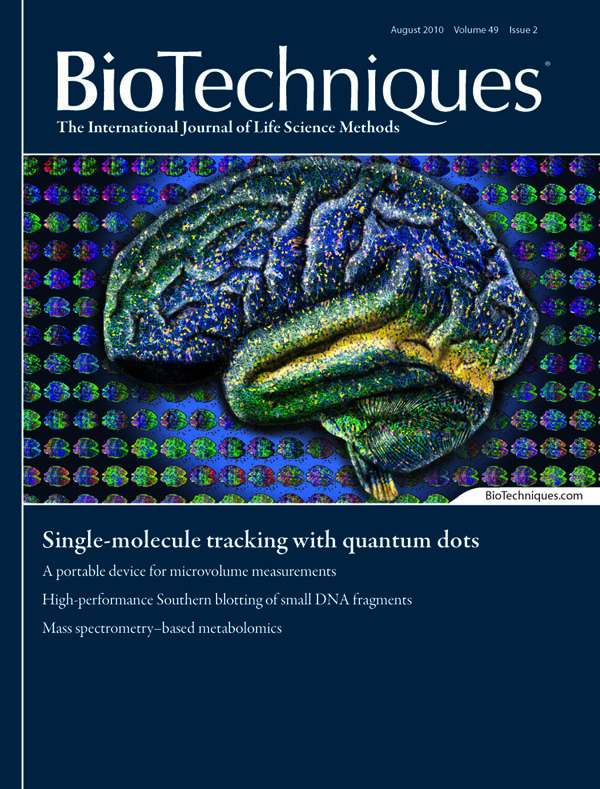 August 2010 Volume 49 Issue 2
BioTechniques®
The International Journal of Life Science Methods
BioTechniques.com
Single-molecule tracking with quantum dots
A portable device for microvolume measurements
High-performance Southern blotting of small DNA fragments
Mass spectrometry–based metabolomics